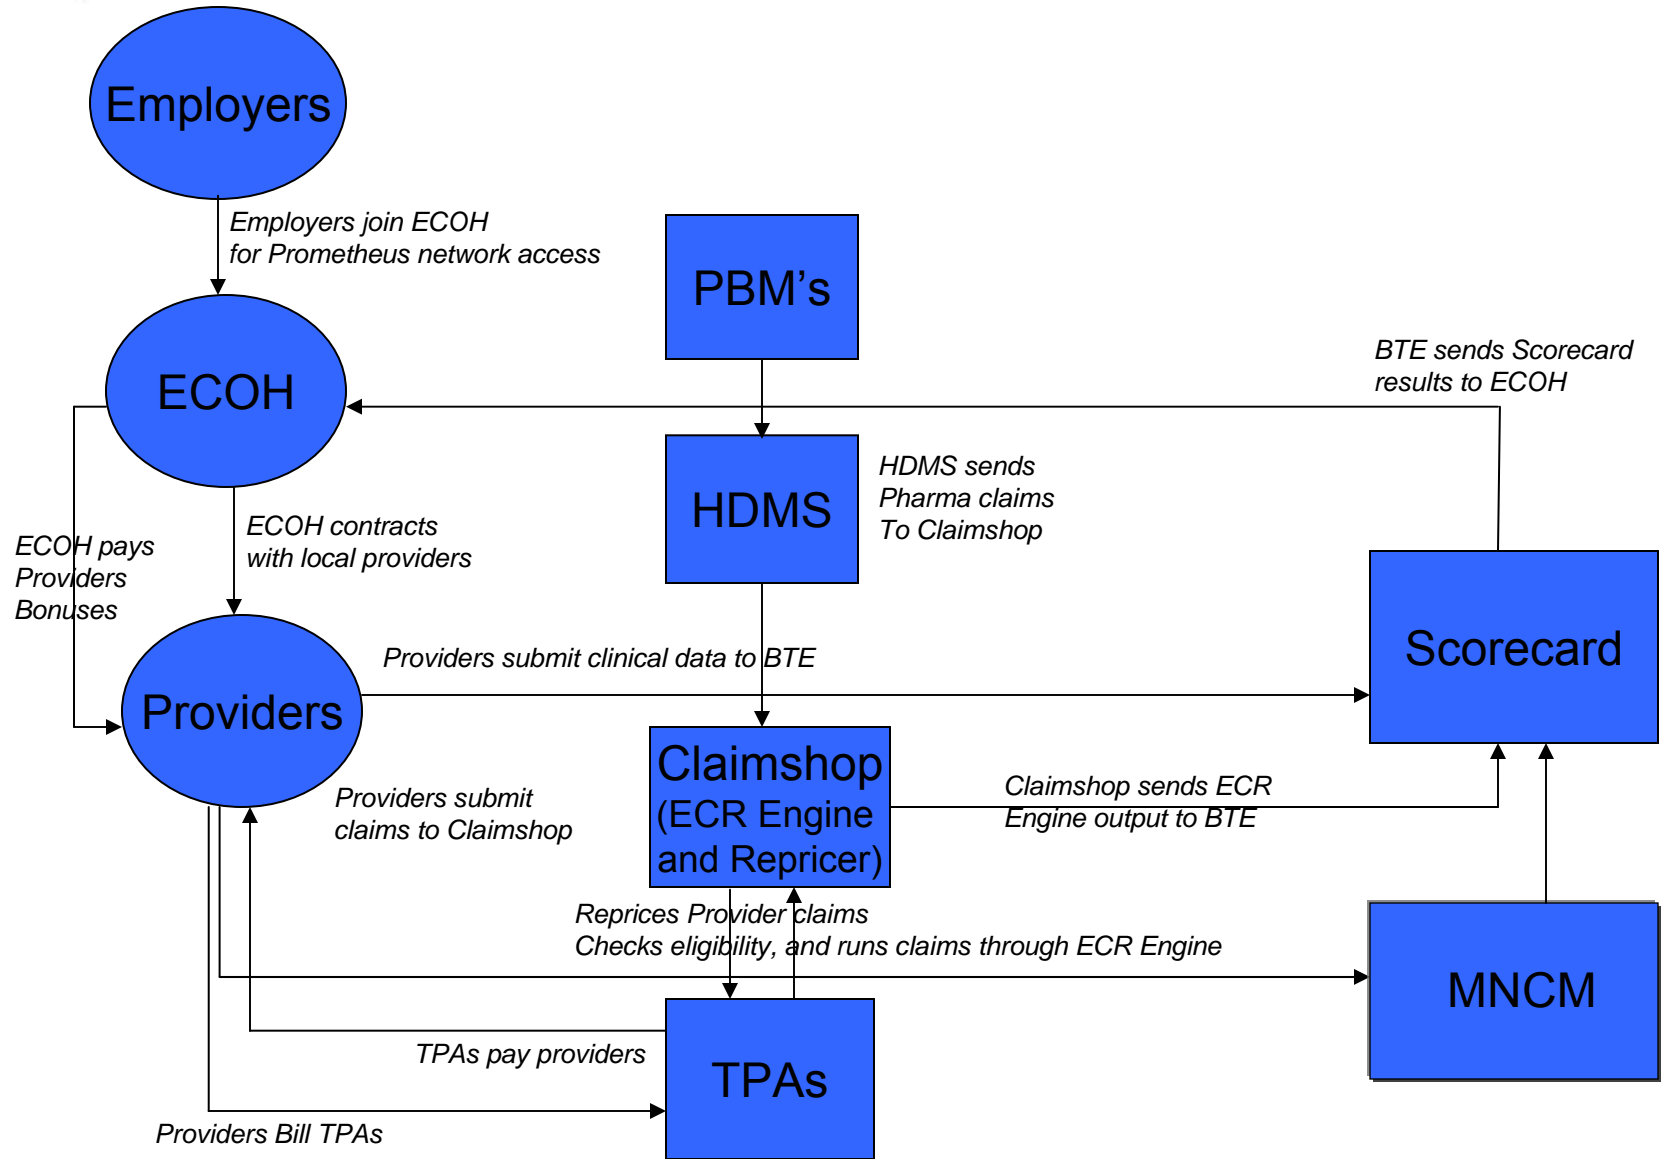 Employers
Employers join ECOH
for Prometheus network access
PBM’s
ECOH
BTE sends Scorecard
results to ECOH
HDMS
HDMS sends
Pharma claims
To Claimshop
ECOH contracts
with local providers
ECOH pays
Providers
Bonuses
Providers
Providers submit clinical data to BTE
Scorecard
Claimshop
(ECR Engine
and Repricer)
Providers submit
claims to Claimshop
Claimshop sends ECR
Engine output to BTE
Reprices Provider claims
Checks eligibility, and runs claims through ECR Engine
MNCM
TPAs pay providers
TPAs
Providers Bill TPAs